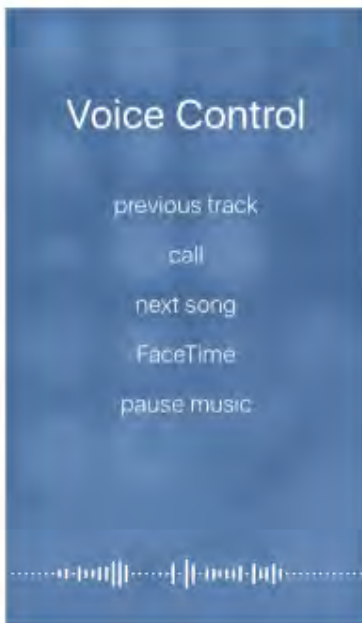 Voice Control
previous track
call
next song
FaceTime
pause music